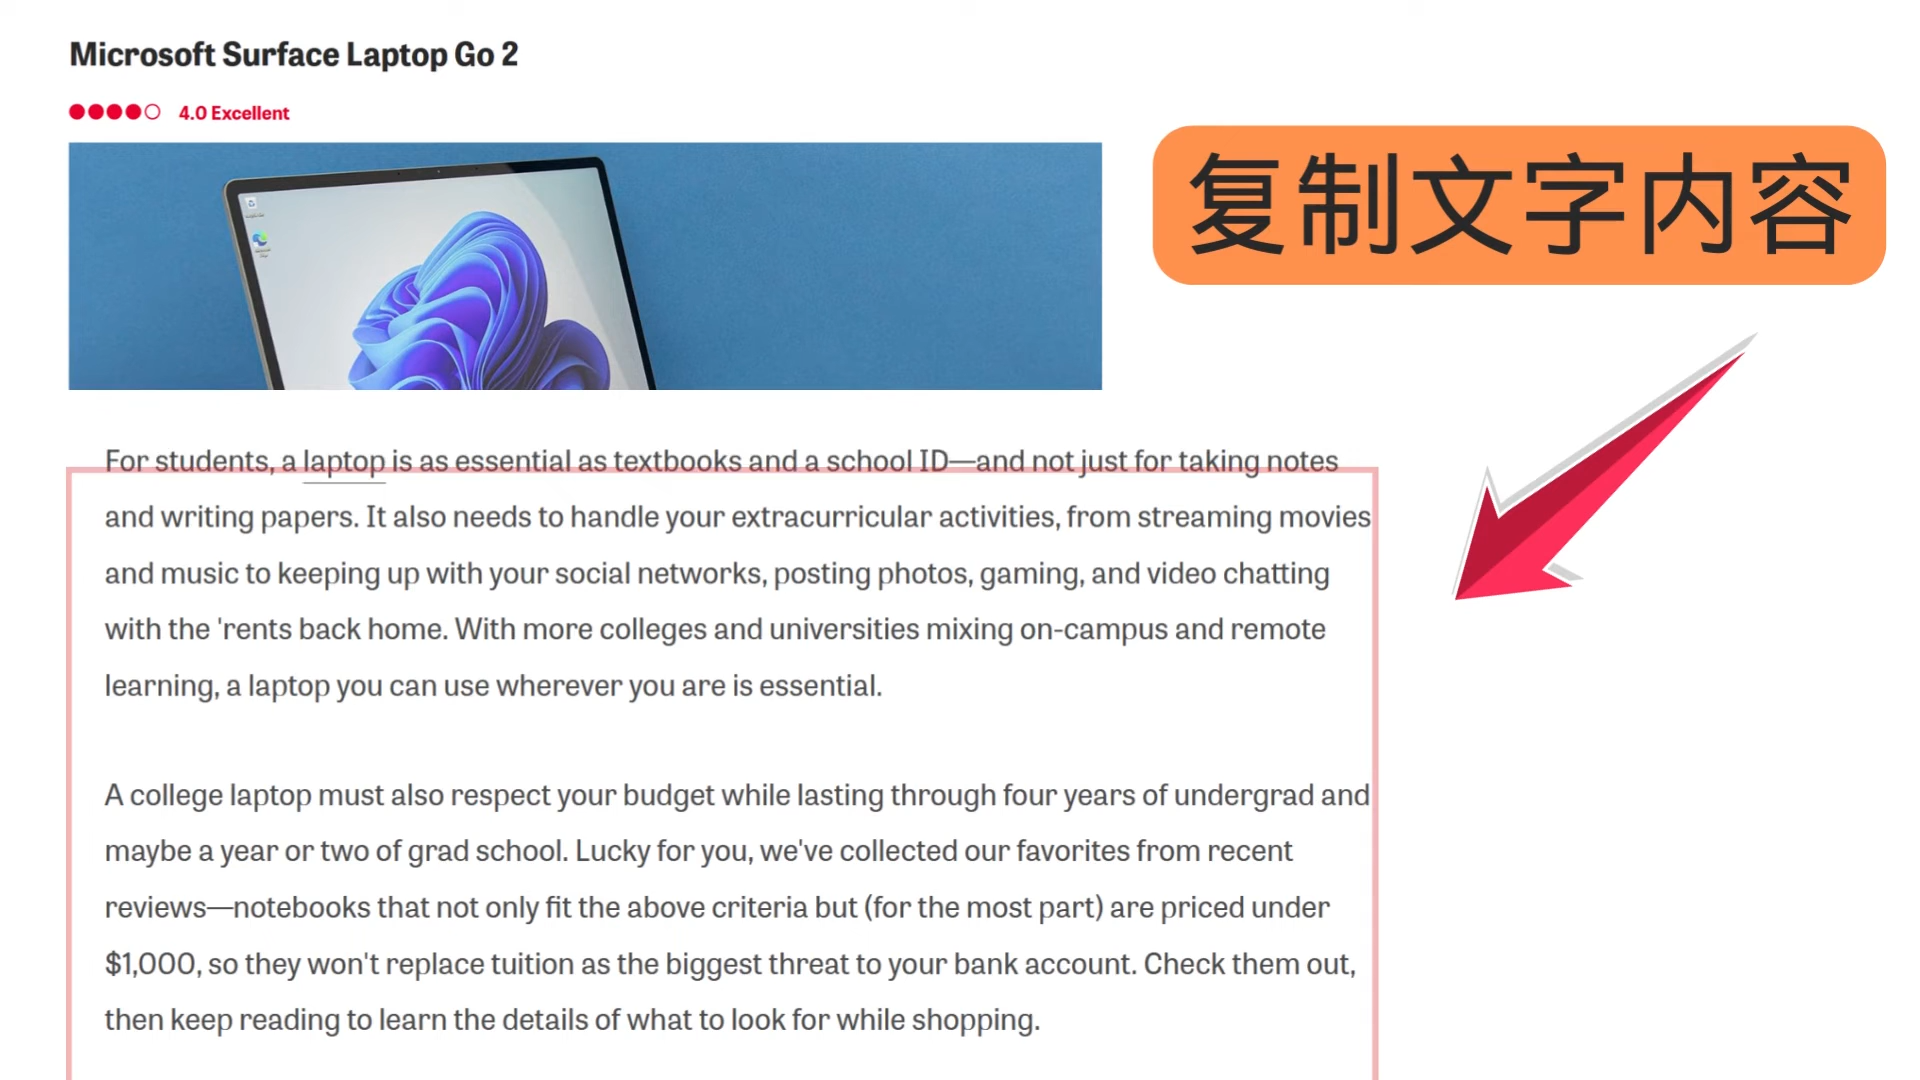 Microsoft Surface Laptop Go 2
4.0 Excellent
复制文字内容
For students, a laptop is as essential as textbooks and a school ID—and not just for taking notes
and writing papers. It also needs to handle your extracurricular activities, from streaming movies
and music to keeping up with your social networks, posting photos, gaming, and video chatting
with the 'rents back home. With more colleges and universities mixing on-campus and remote
learning, a laptop you can use wherever you are is essential.
A college laptop must also respect your budget while lasting through four years of undergrad and
maybe a year or two of grad school. Lucky for you, we've collected our favorites from recent
reviews—notebooks that not only fit the above criteria but (for the most part) are priced under
$1,000, so they won't replace tuition as the biggest threat to your bank account. Check them out,
then keep reading to learn the details of what to look for while shopping.